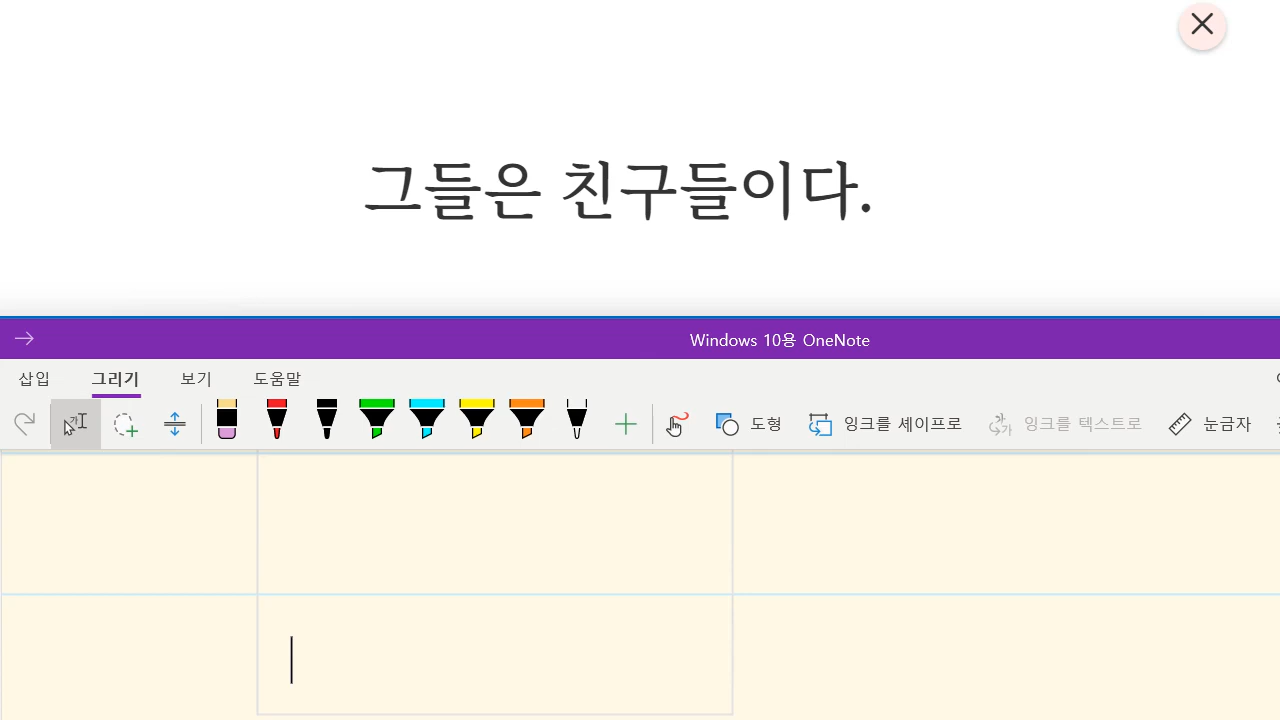 그들은 친구들이다.
Windows 10용 OneNote
삽입 그리기 보기 도움말
도형 잉크를 셰이프로 잉크를 텍스트로 눈금자